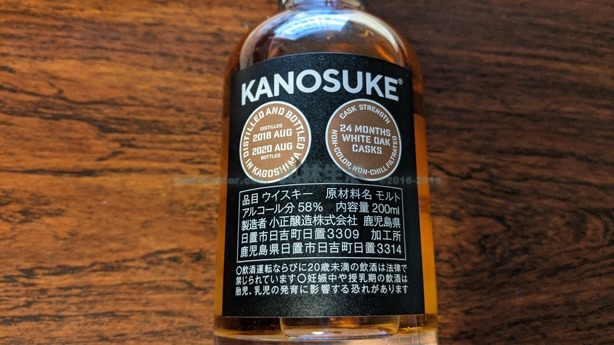 KANOSUKE®
DISTILLED AND BOTTLED
DISTILLED
2018 AUG
2020 AUG
BOTTLED
IN KAGOSHIMA
CASK STRENGTH
24 MONTHS
WHITE OAK
CASKS
NON-COLOR NON-CHILL FILTRATED
品目 ウイスキー 原材料名 モルト
アルコール分 58% 内容量 200ml
製造者 小正醸造株式会社 鹿児島県
日置市日吉町日置3309 加工所
鹿児島県日置市日吉町日置3314
○飲酒運転ならびに20歳未満の飲酒は法律で
禁じられています○妊娠中や授乳期の飲酒は
胎児、乳児の発育に影響する恐れがあります